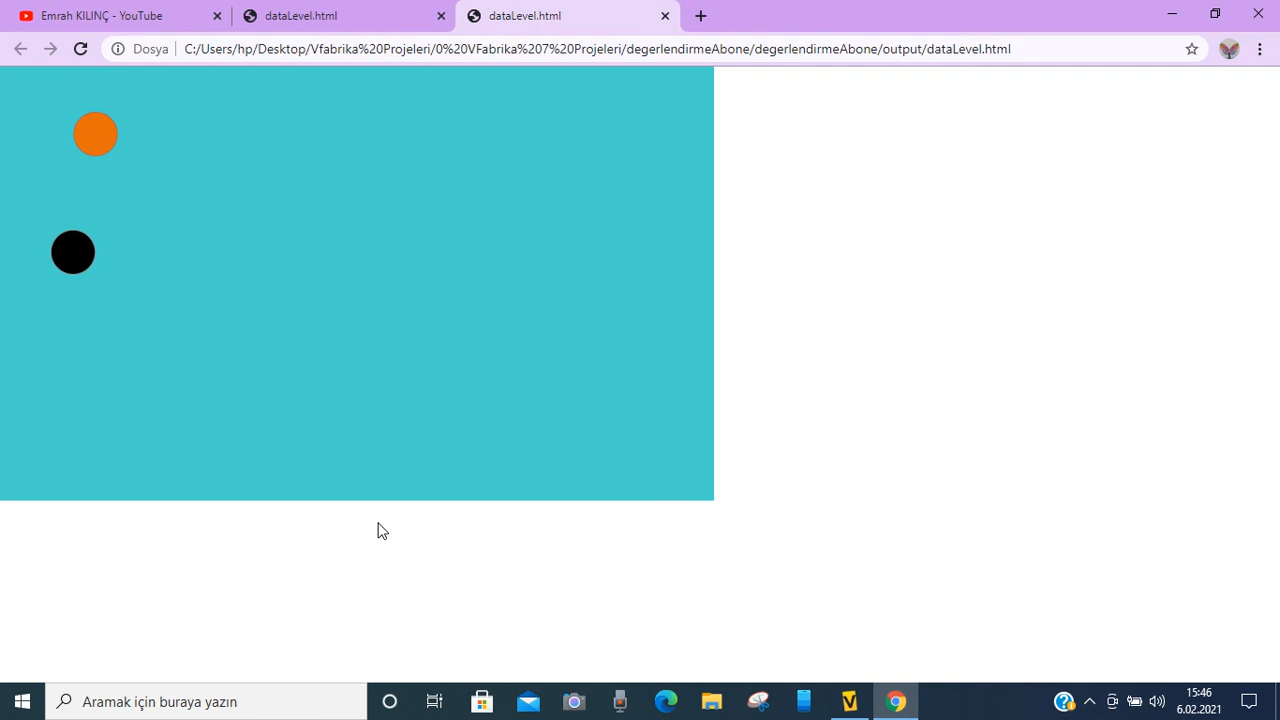 Emrah KILINÇ - YouTube
dataLevel.html
dataLevel.html
Dosya
C:/Users/hp/Desktop/Vfabrika%20Projeleri/0%20VFabrika%207%20Projeleri/degerlendirmeAbone/degerlendirmeAbone/output/dataLevel.html
Aramak için buraya yazın
15:46
6.02.2021